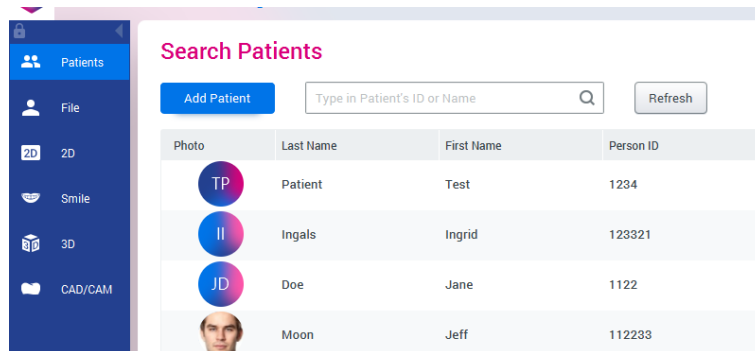 Search Patients
Patients
Add Patient
Type in Patient's ID or Name
Refresh
File
Photo
Last Name
First Name
Person ID
2D
2D
TP
Patient
Test
1234
Smile
II
Ingals
Ingrid
123321
3D
3D
JD
Doe
Jane
1122
CAD/CAM
Moon
Jeff
112233